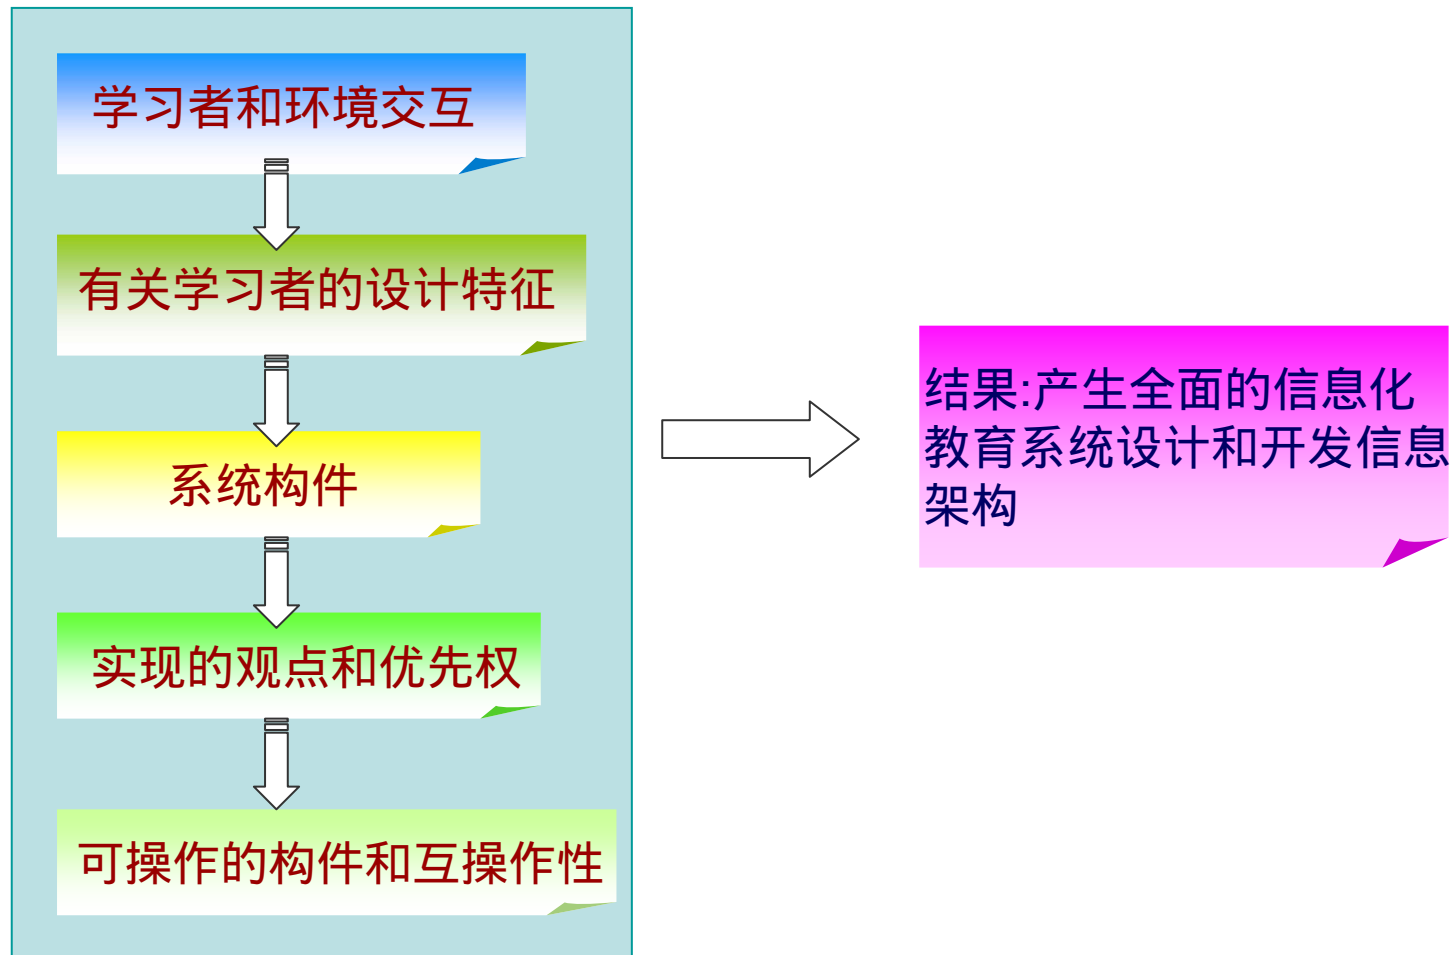 学习者和环境交互
有关学习者的设计特征
系统构件
实现的观点和优先权
可操作的构件和互操作性
结果:产生全面的信息化
教育系统设计和开发信息
架构